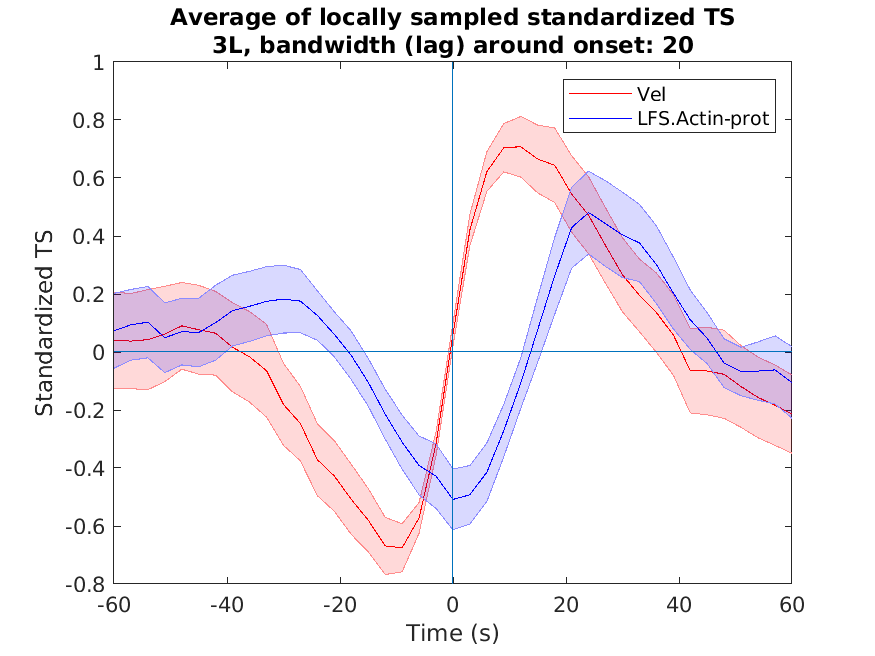 Average of locally sampled standardized TS
3L, bandwidth (lag) around onset: 20
1
0.8
0.6
0.4
0.2
0
-0.2
-0.4
-0.6
-0.8
Standardized TS
Vel
LFS.Actin-prot
-60 -40 -20 0 20 40 60
Time (s)